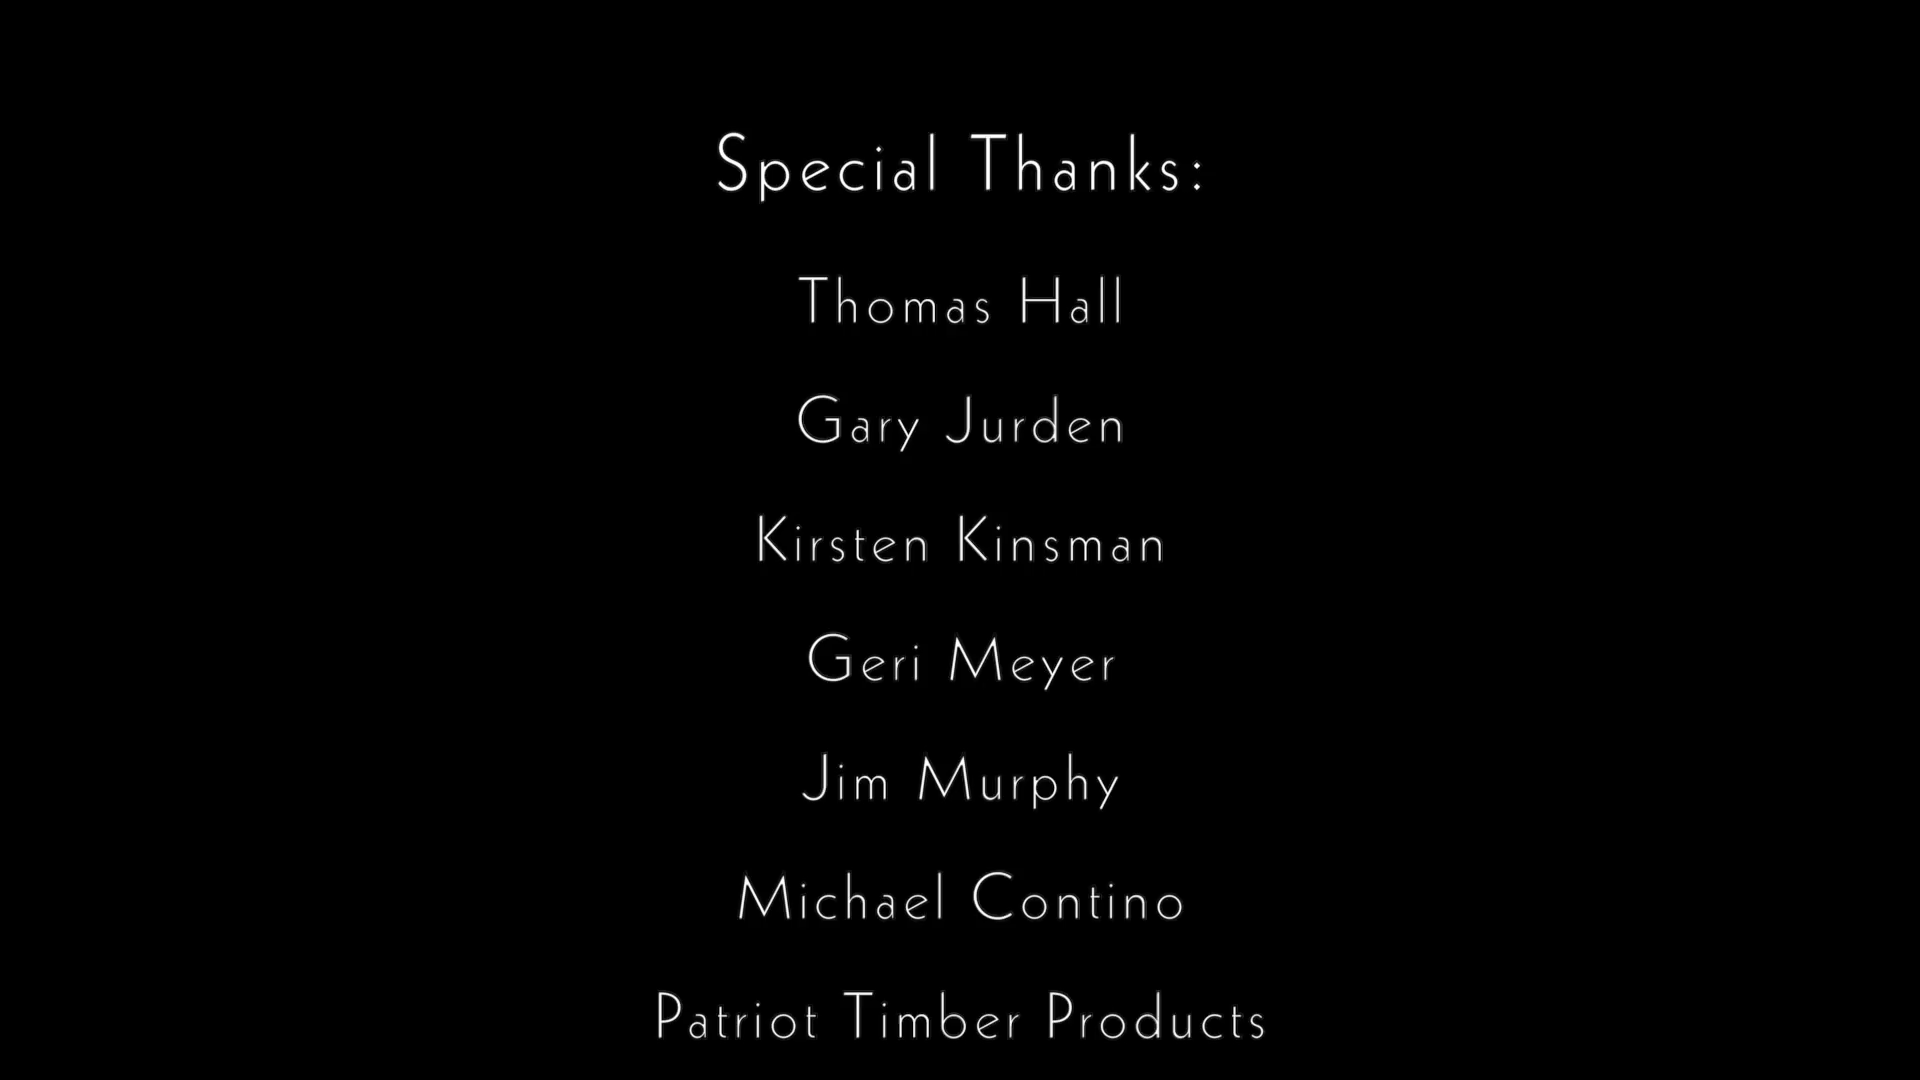 Special Thanks:
Thomas Hall
Gary Jurden
Kirsten Kinsman
Geri Meyer
Jim Murphy
Michael Contino
Patriot Timber Products